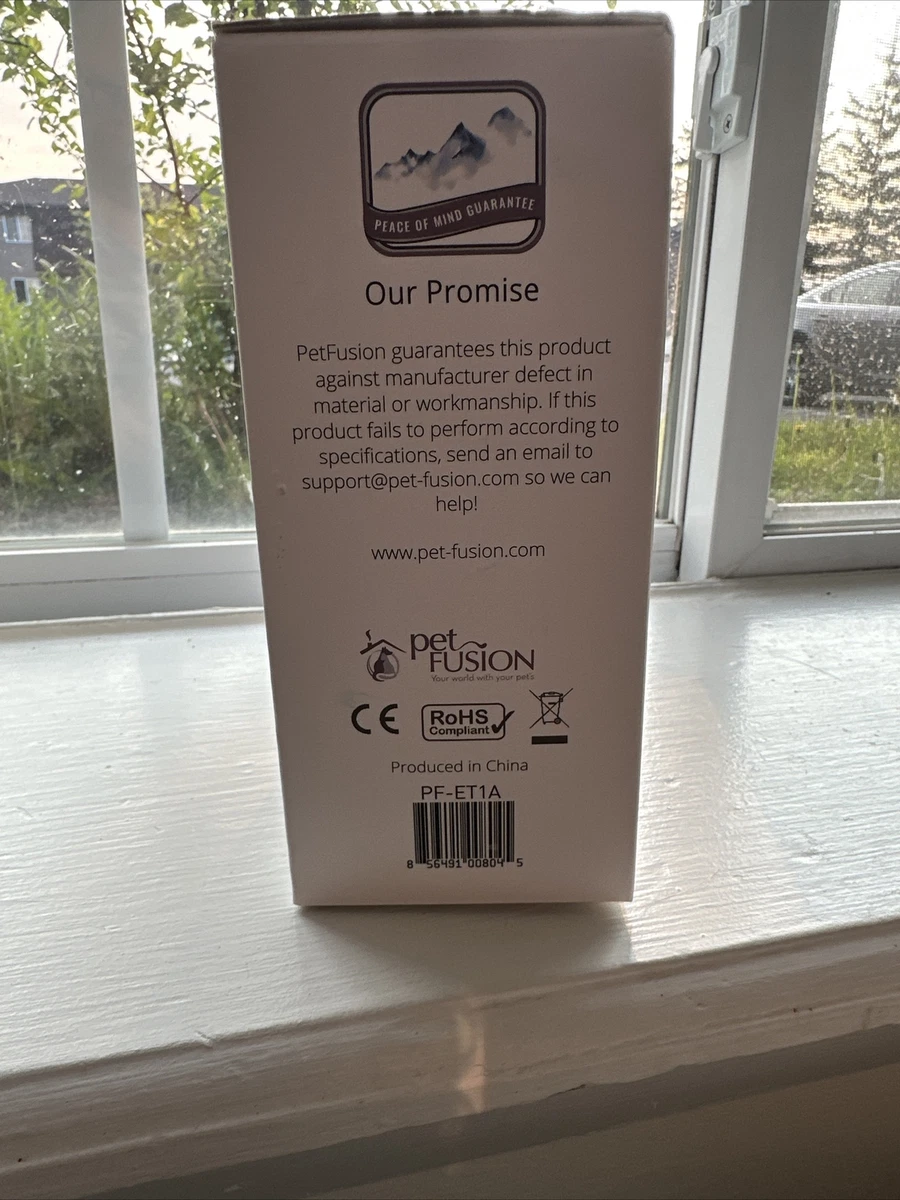 PEACE OF MIND GUARANTEE
Our Promise
PetFusion guarantees this product
against manufacturer defect in
material or workmanship. If this
product fails to perform according to
specifications, send an email to
support@pet-fusion.com so we can
help!
www.pet-fusion.com
pet
FUSION
Your world with your pets
CE
RoHS
Compliant
Produced in China
PF-ET1A
8 56491 00804 5